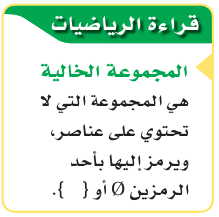 قراءة الرياضيات
المجموعة الخالية
هي المجموعة التي لا
تحتوي على عناصر،
ويرمز إليها بأحد
الرمزين Ø أو { }.